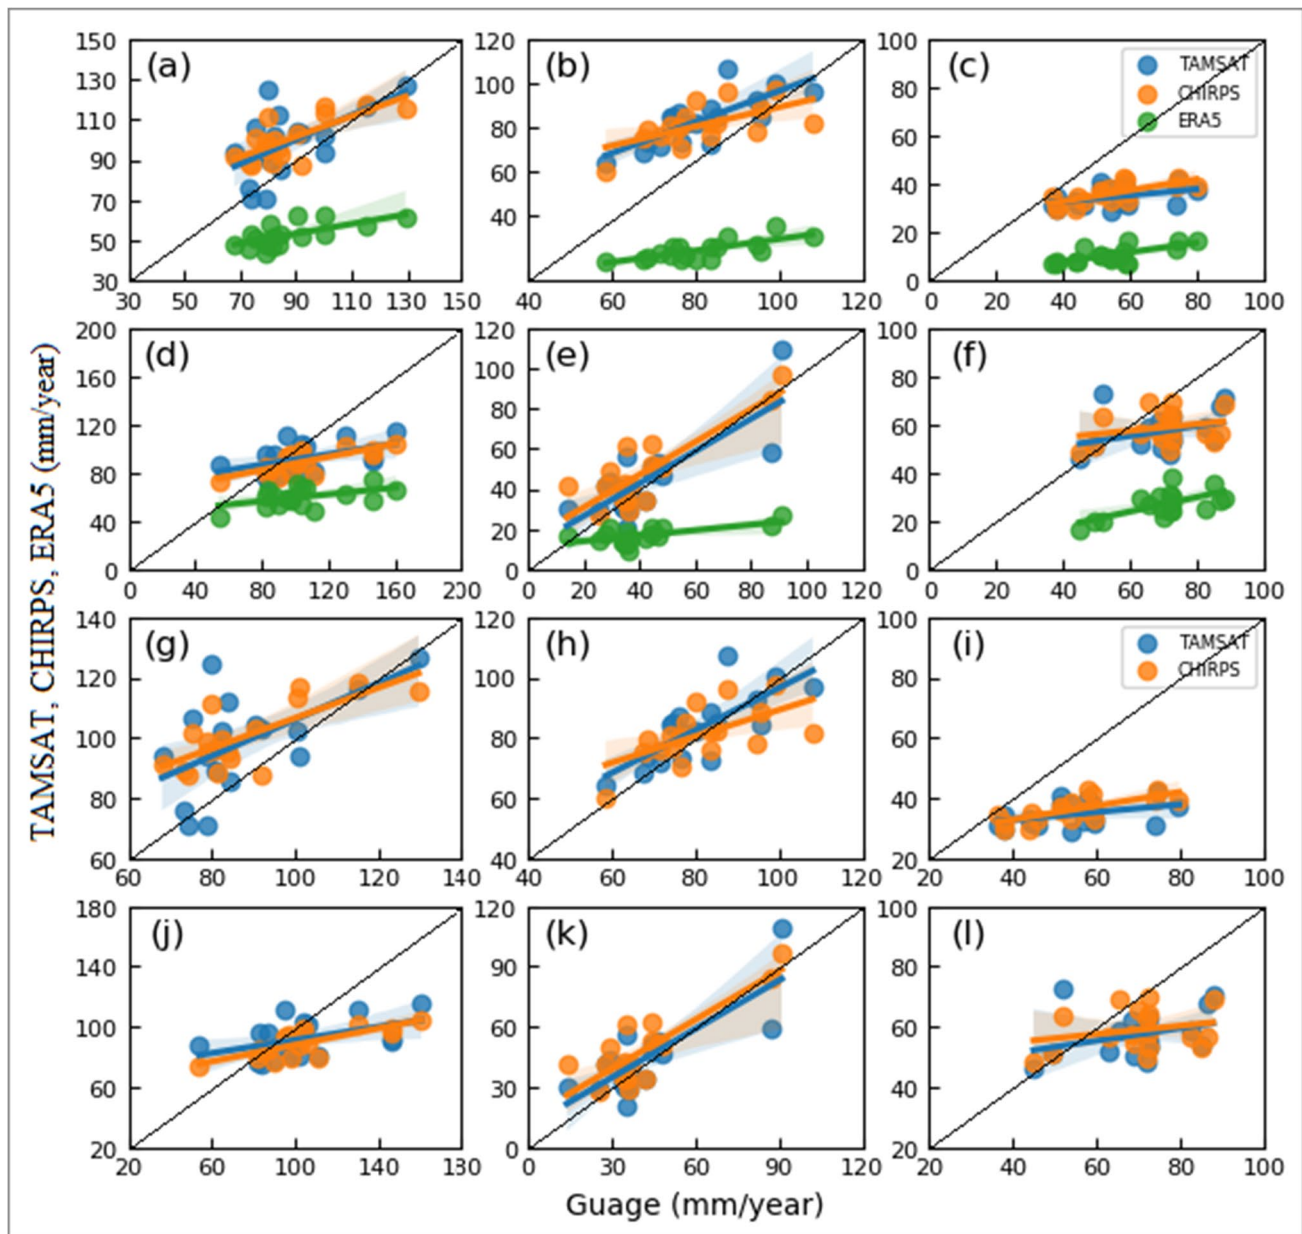 TAMSAT, CHIRPS, ERA5 (mm/year)
(a)
150
130
110
90
70
50
30
30 50 70 90 110 130 150
(b)
120
100
80
60
40
40 60 80 100 120
(c)
TAMSAT
CHIRPS
ERA5
100
80
60
40
20
0
0 20 40 60 80 100
(d)
200
160
120
80
40
0
0 40 80 120 160 200
(e)
120
100
80
60
40
20
0
0 20 40 60 80 100 120
(f)
100
80
60
40
20
0
0 20 40 60 80 100
(g)
140
120
100
80
60
60 80 100 120 140
(h)
120
100
80
60
40
40 60 80 100 120
(i)
TAMSAT
CHIRPS
100
80
60
40
20
20 40 60 80 100
(j)
180
140
100
60
20
20 60 100 140 130
(k)
120
90
60
30
0
0 30 60 90 120
(l)
100
80
60
40
20
20 40 60 80 100
Guage (mm/year)